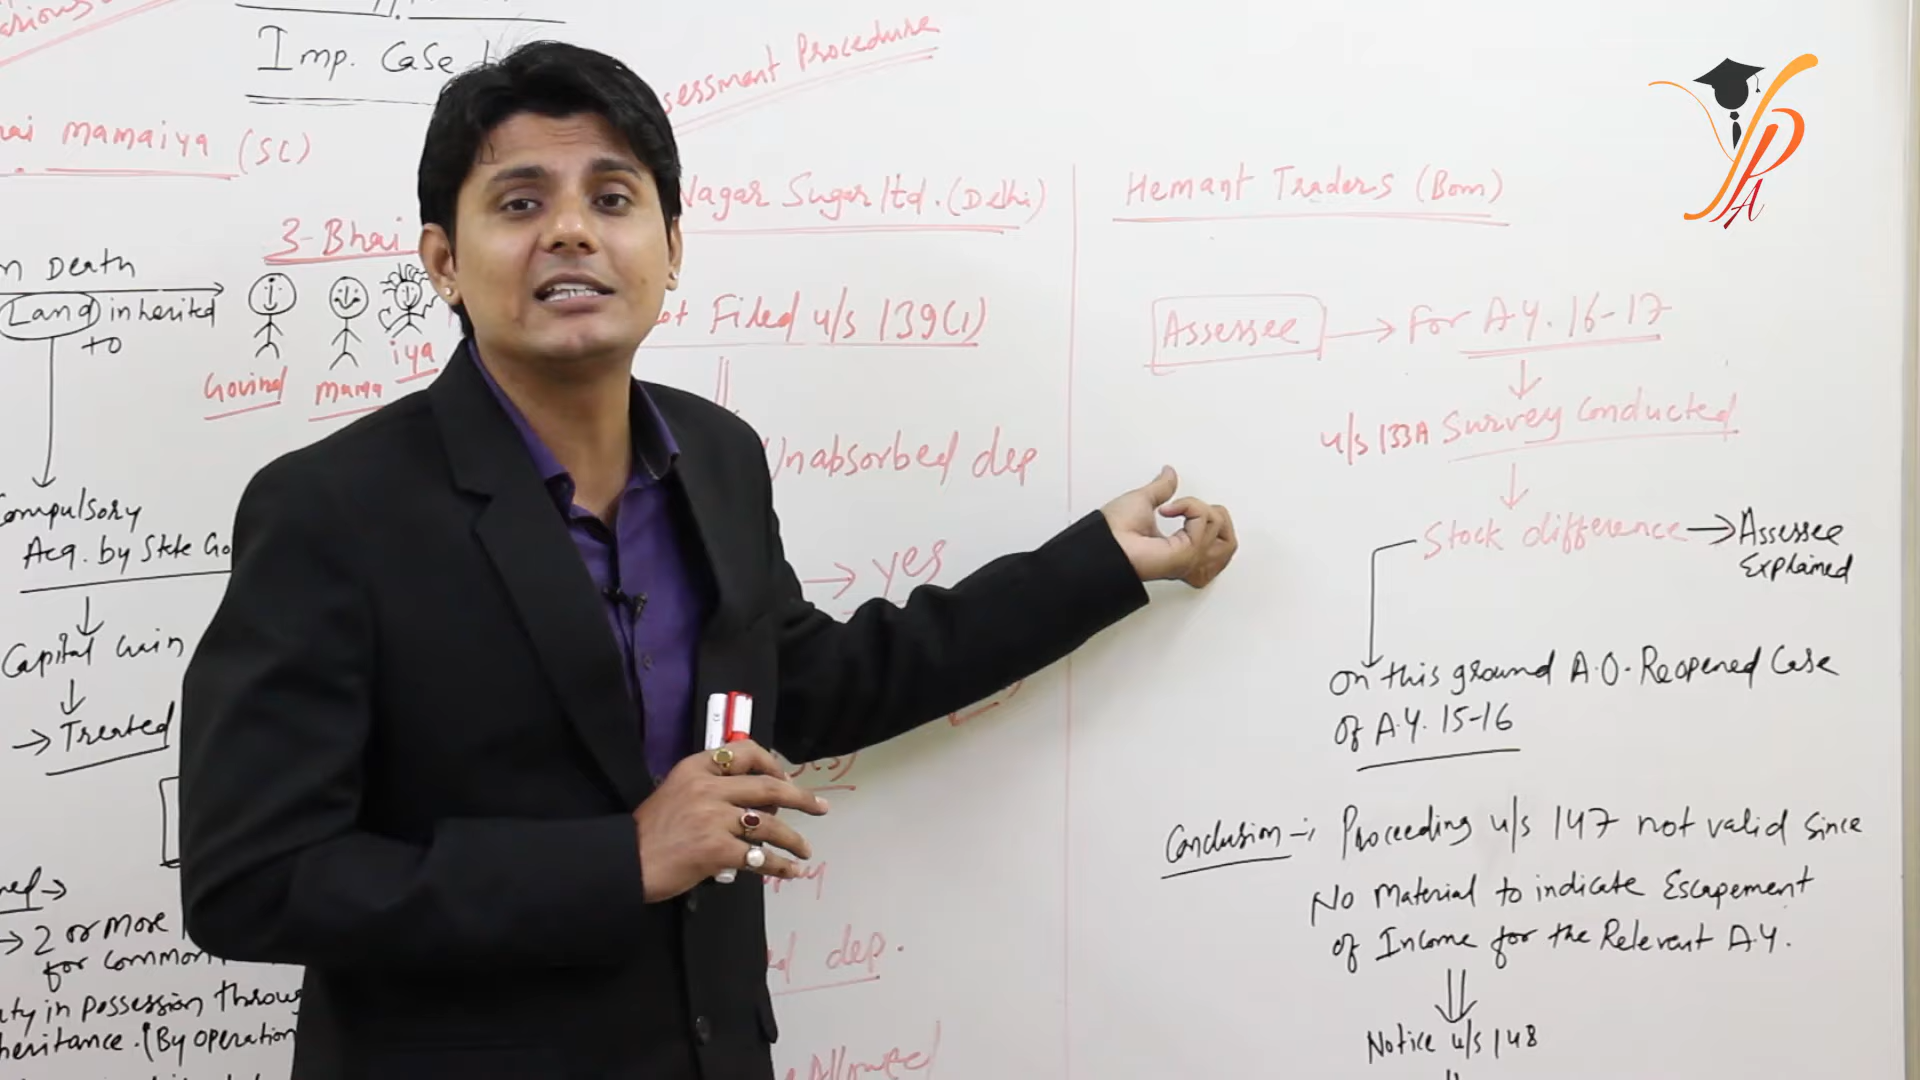 Imp. Case
Assessment Procedure
Mamaiya (SC)
Nagar Sugar ltd. (Delhi)
Hemant Traders (Bom)
3-Bhai
Death
Land inherited
to
Govind
Mama
iya
Filed u/s 139(1)
Unabsorbed dep
yes
Compulsory
Acq. by State Go
Capital Gain
→ Treated
→ 2 or more
for common
in possession through
(By operation
dep.
Allowed
Assessee → For A.Y. 16-17
u/s 133A Survey Conducted
Stock difference → Assessee
Explained
On this ground A.O. Reopened Case
of A.Y. 15-16
Conclusion -: Proceeding u/s 147 not valid since
No Material to indicate Escapement
of Income for the Relevant A.Y.
Notice u/s 148
YPA